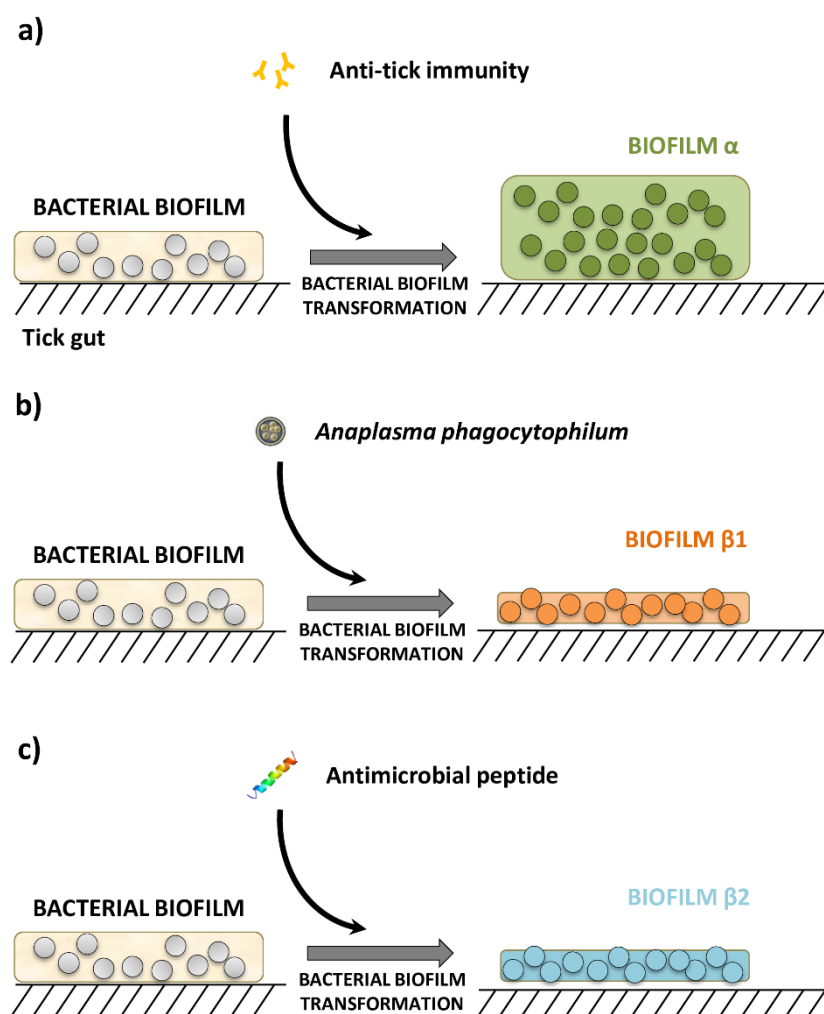 a)
Anti-tick immunity
BIOFILM α
BACTERIAL BIOFILM
BACTERIAL BIOFILM
TRANSFORMATION
Tick gut
b)
Anaplasma phagocytophilum
BIOFILM β1
BACTERIAL BIOFILM
BACTERIAL BIOFILM
TRANSFORMATION
c)
Antimicrobial peptide
BIOFILM β2
BACTERIAL BIOFILM
BACTERIAL BIOFILM
TRANSFORMATION